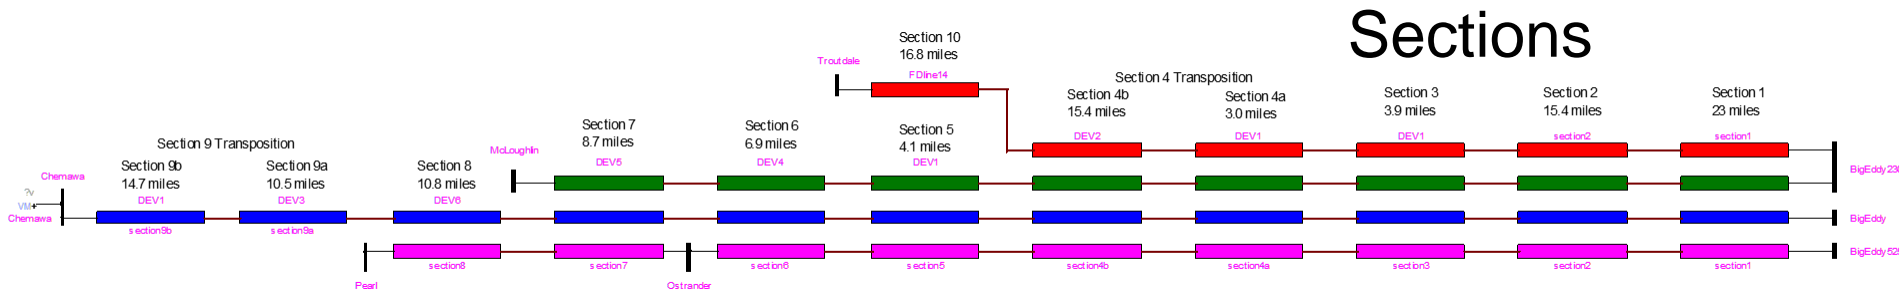 Sections
Section 10
16.8 miles
Troutdale
FDline14
Section 4 Transposition
Section 4b
15.4 miles
Section 4a
3.0 miles
Section 3
3.9 miles
Section 2
15.4 miles
Section 1
23 miles
DEV2
DEV1
DEV1
section2
section1
Section 9 Transposition
Section 7
8.7 miles
Section 6
6.9 miles
Section 5
4.1 miles
McLoughlin
DEV5
DEV4
DEV1
BigEddy230
Section 9b
14.7 miles
Section 9a
10.5 miles
Section 8
10.8 miles
Chemawa
?v
VM+
Chemawa
DEV1
DEV3
DEV6
BigEddy
section9b
section9a
section8
section7
section6
section5
section4b
section4a
section3
section2
section1
BigEddy525
Pearl
Ostrander